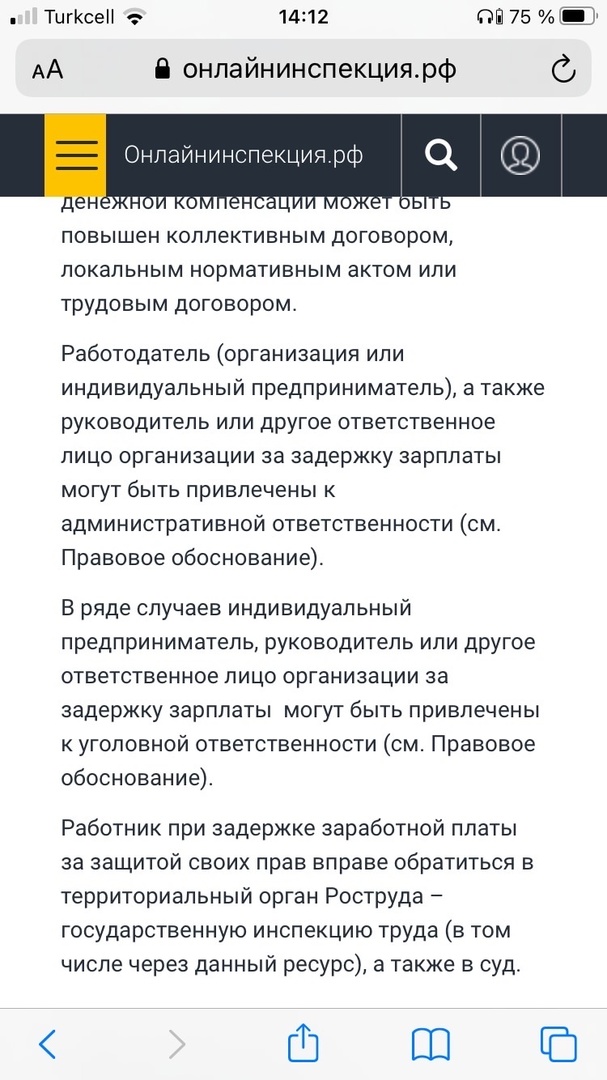 Turkcell 14:12 75 %
AA онлайнинспекция.рф
Онлайнинспекция.рф
денежной компенсации может быть
повышен коллективным договором,
локальным нормативным актом или
трудовым договором.
Работодатель (организация или
индивидуальный предприниматель), а также
руководитель или другое ответственное
лицо организации за задержку зарплаты
могут быть привлечены к
административной ответственности (см.
Правовое обоснование).
В ряде случаев индивидуальный
предприниматель, руководитель или другое
ответственное лицо организации за
задержку зарплаты  могут быть привлечены
к уголовной ответственности (см. Правовое
обоснование).
Работник при задержке заработной платы
за защитой своих прав вправе обратиться в
территориальный орган Роструда –
государственную инспекцию труда (в том
числе через данный ресурс), а также в суд.